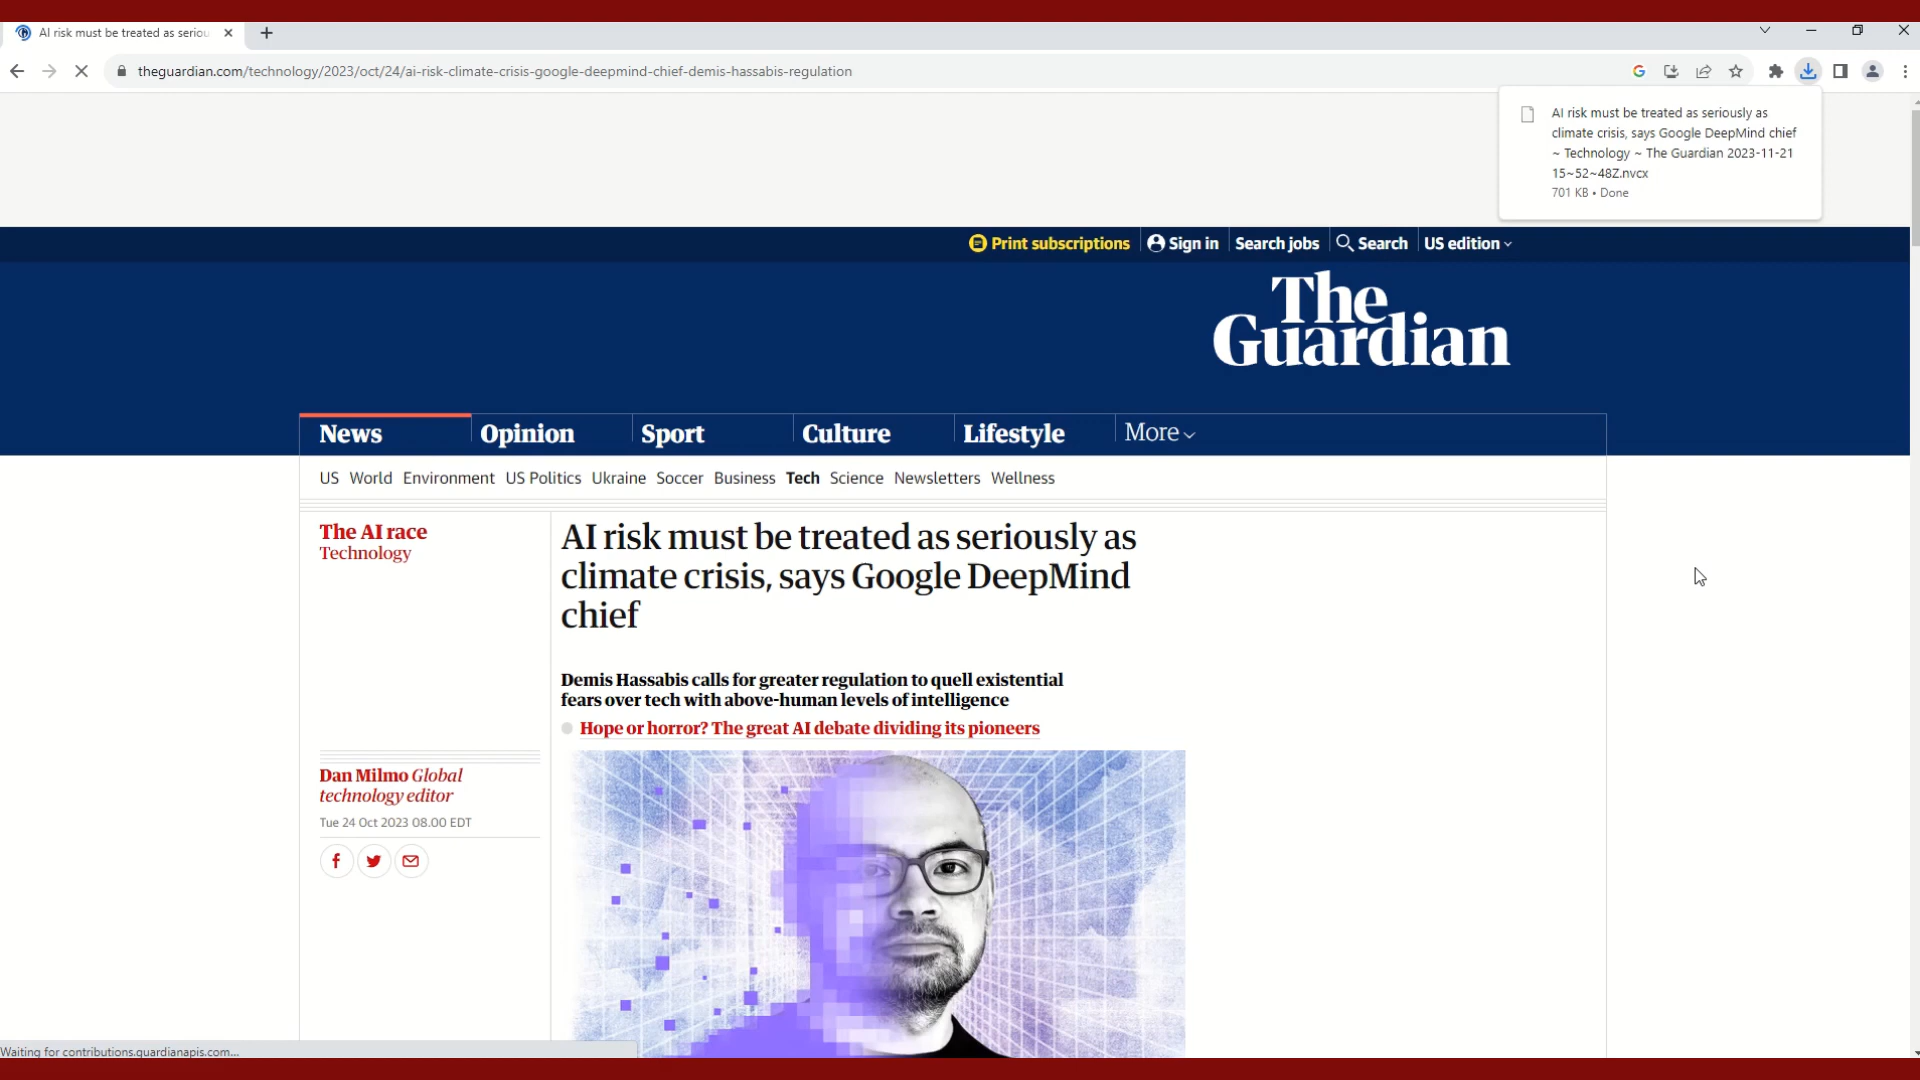 AI risk must be treated as seriou
theguardian.com/technology/2023/oct/24/ai-risk-climate-crisis-google-deepmind-chief-demis-hassabis-regulation
AI risk must be treated as seriously as
climate crisis, says Google DeepMind chief
~ Technology ~ The Guardian 2023-11-21
15~52~48Z.nvcx
701 KB • Done
Print subscriptions Sign in Search jobs Search US edition
The
Guardian
News Opinion Sport Culture Lifestyle More
US World Environment US Politics Ukraine Soccer Business Tech Science Newsletters Wellness
The AI race
Technology
AI risk must be treated as seriously as
climate crisis, says Google DeepMind
chief
Demis Hassabis calls for greater regulation to quell existential
fears over tech with above-human levels of intelligence
Hope or horror? The great AI debate dividing its pioneers
Dan Milmo Global
technology editor
Tue 24 Oct 2023 08.00 EDT
Waiting for contributions.guardianapis.com...